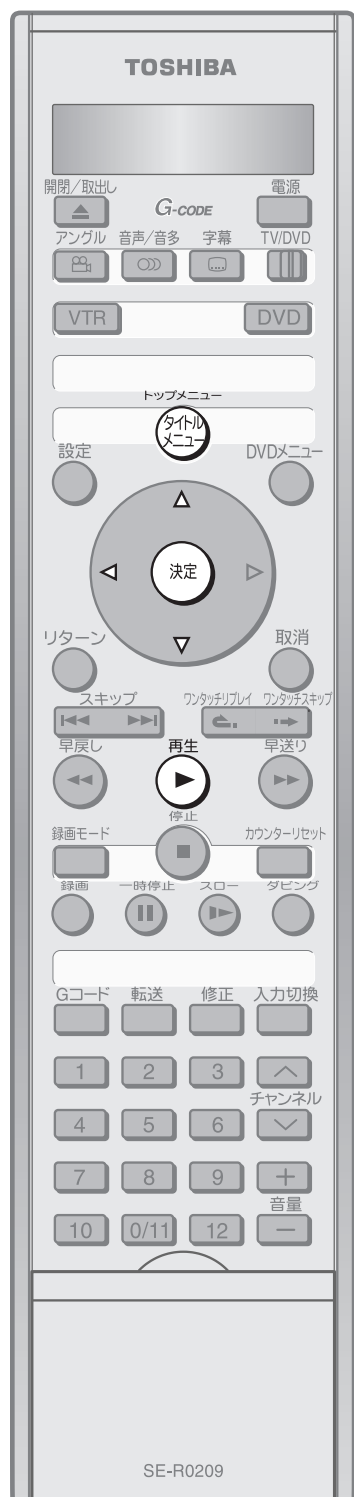 TOSHIBA
開閉/取出し G-CODE 電源
アングル 音声/音多 字幕 TV/DVD
VTR DVD
トップメニュー
タイトル
メニュー
設定 DVDメニュー
決定
リターン 取消
スキップ ワンタッチリプレイ ワンタッチスキップ
早戻し 再生 早送り
停止
録画モード カウンターリセット
録画 一時停止 スロー ダビング
Gコード 転送 修正 入力切換
1 2 3
チャンネル
4 5 6
7 8 9 +
音量
10 0/11 12 −
SE-R0209